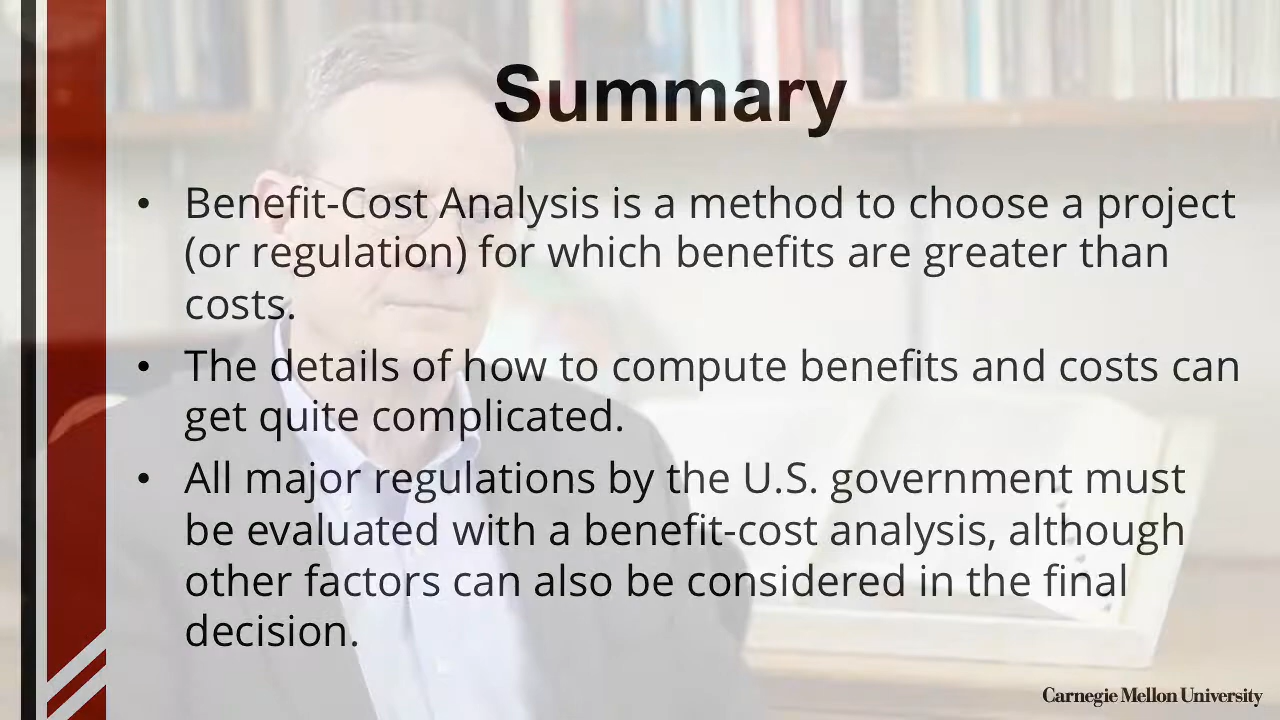 Summary
• Benefit-Cost Analysis is a method to choose a project
(or regulation) for which benefits are greater than
costs.
• The details of how to compute benefits and costs can
get quite complicated.
• All major regulations by the U.S. government must
be evaluated with a benefit-cost analysis, although
other factors can also be considered in the final
decision.
Carnegie Mellon University